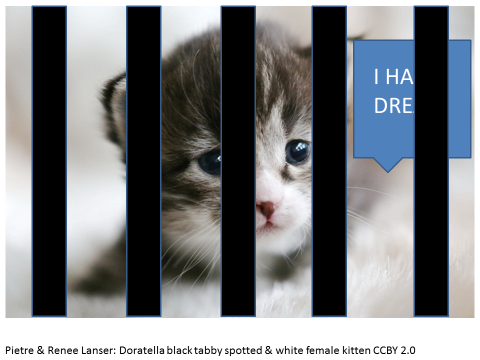 I HA
DRE
Pietre & Renee Lanser: Doratella black tabby spotted & white female kitten CCBY 2.0